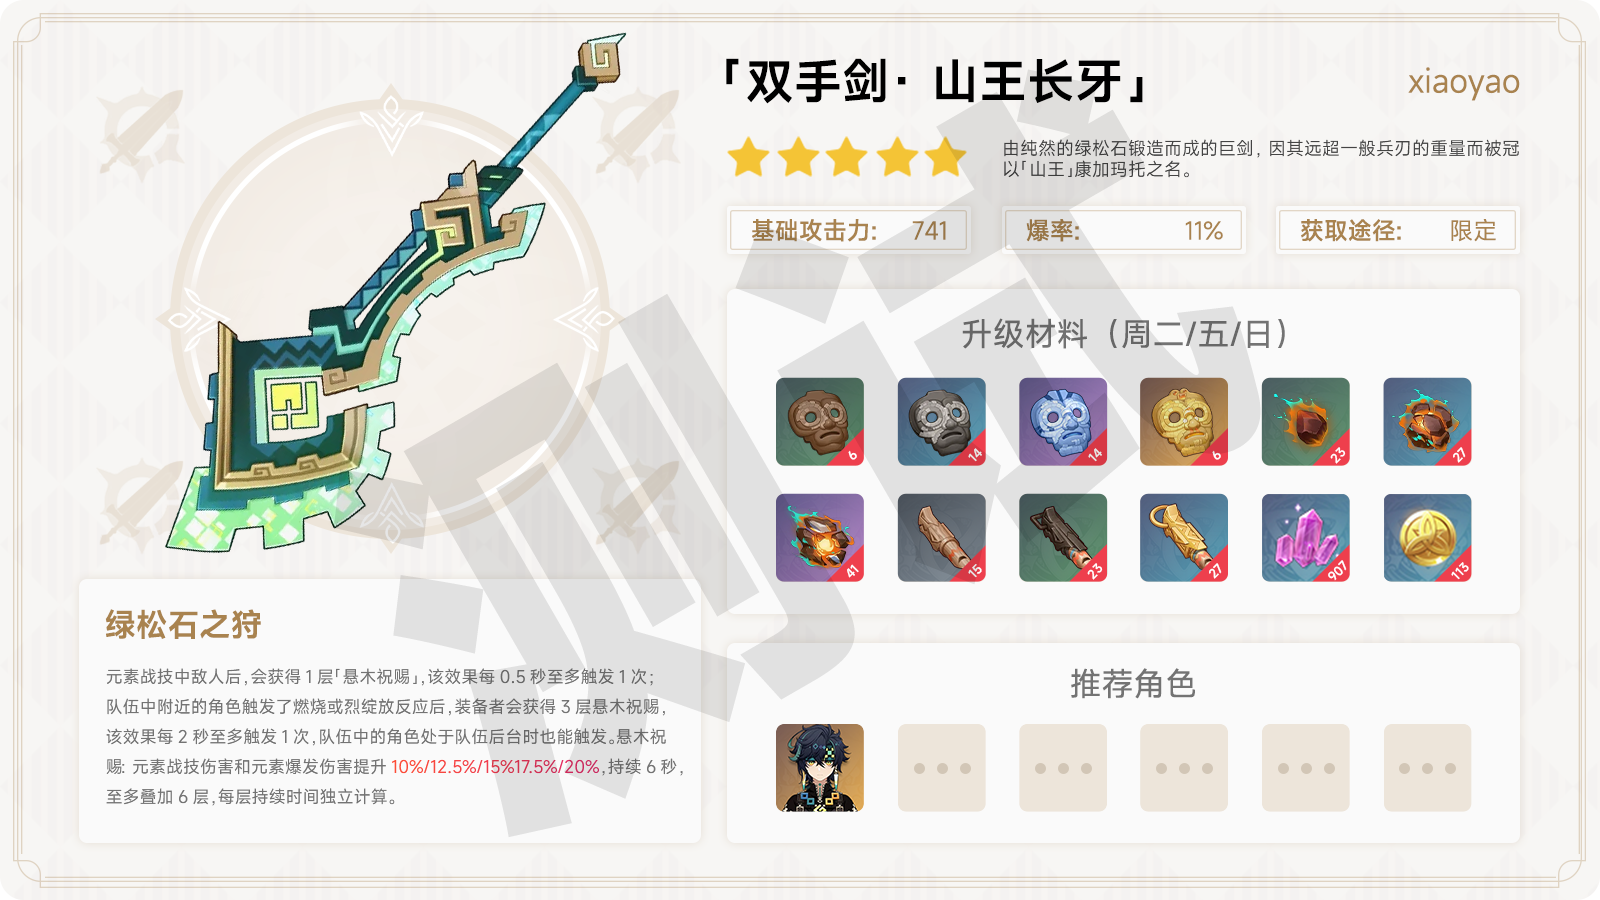 「双手剑· 山王长牙」
xiaoyao
由纯然的绿松石锻造而成的巨剑，因其远超一般兵刃的重量而被冠
以「山王」康加玛托之名。
基础攻击力: 741
爆率: 11%
获取途径: 限定
升级材料（周二/五/日）
6
14
14
6
23
27
41
15
23
27
907
113
绿松石之狩
元素战技中敌人后,会获得 1 层「悬木祝赐」,该效果每 0.5 秒至多触发 1 次;
队伍中附近的角色触发了燃烧或烈绽放反应后,装备者会获得 3 层悬木祝赐,
该效果每 2 秒至多触发 1 次,队伍中的角色处于队伍后台时也能触发。悬木祝
赐: 元素战技伤害和元素爆发伤害提升 10%/12.5%/15%17.5%/20%,持续 6 秒,
至多叠加 6 层,每层持续时间独立计算。
推荐角色
测试